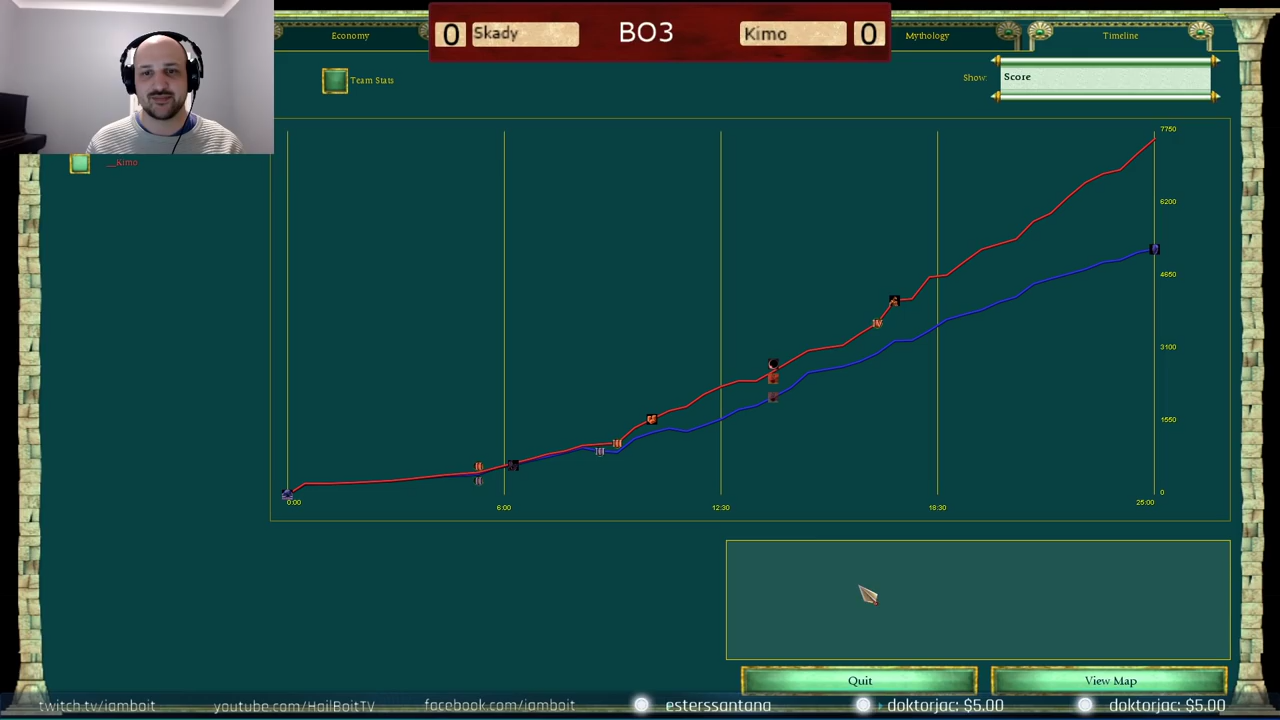 Economy
0
Skady
BO3
Kimo
0
Mythology
Timeline
Team Stats
Show:
Score
__Kimo
7750
6200
4650
3100
1550
0
0:00
6:00
12:30
18:30
25:00
Quit
View Map
twitch.tv/iamboit
youtube.com/HailBoitTV
facebook.com/iamboit
esterssantana
doktorjac: $5.00
doktorjac: $5.00